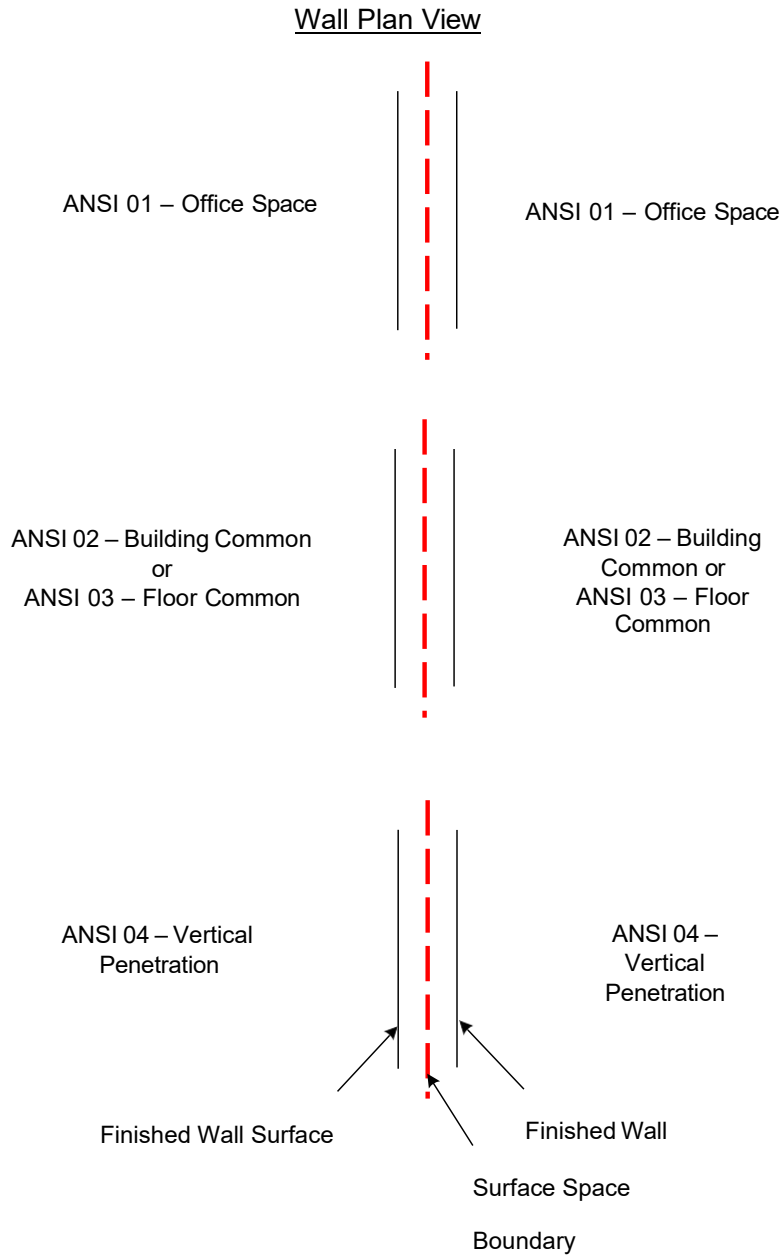 Wall Plan View
ANSI 01 – Office Space
ANSI 01 – Office Space
ANSI 02 – Building Common
or
ANSI 03 – Floor Common
ANSI 02 – Building
Common or
ANSI 03 – Floor
Common
ANSI 04 – Vertical
Penetration
ANSI 04 –
Vertical
Penetration
Finished Wall Surface
Finished Wall
Surface Space
Boundary